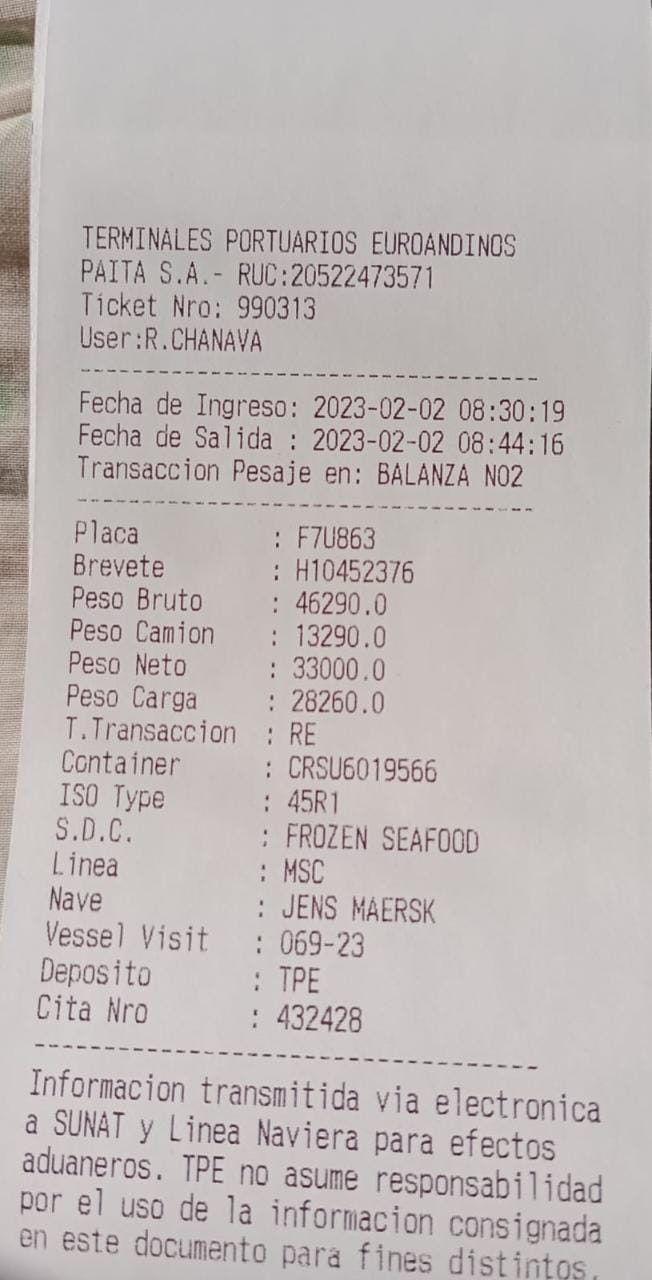 TERMINALES PORTUARIOS EUROANDINOS
PAITA S.A.- RUC:20522473571
Ticket Nro: 990313
User:R.CHANAVA
Fecha de Ingreso: 2023-02-02 08:30:19
Fecha de Salida : 2023-02-02 08:44:16
Transaccion Pesaje en: BALANZA NO2
Placa : F7U863
Brevete : H10452376
Peso Bruto : 46290.0
Peso Camion : 13290.0
Peso Neto : 33000.0
Peso Carga : 28260.0
T.Transaccion : RE
Container : CRSU6019566
ISO Type : 45R1
S.D.C. : FROZEN SEAFOOD
Linea : MSC
Nave : JENS MAERSK
Vessel Visit : 069-23
Deposito : TPE
Cita Nro : 432428
Informacion transmitida via electronica
a SUNAT y Linea Naviera para efectos
aduaneros. TPE no asume responsabilidad
por el uso de la informacion consignada
en este documento para fines distintos.